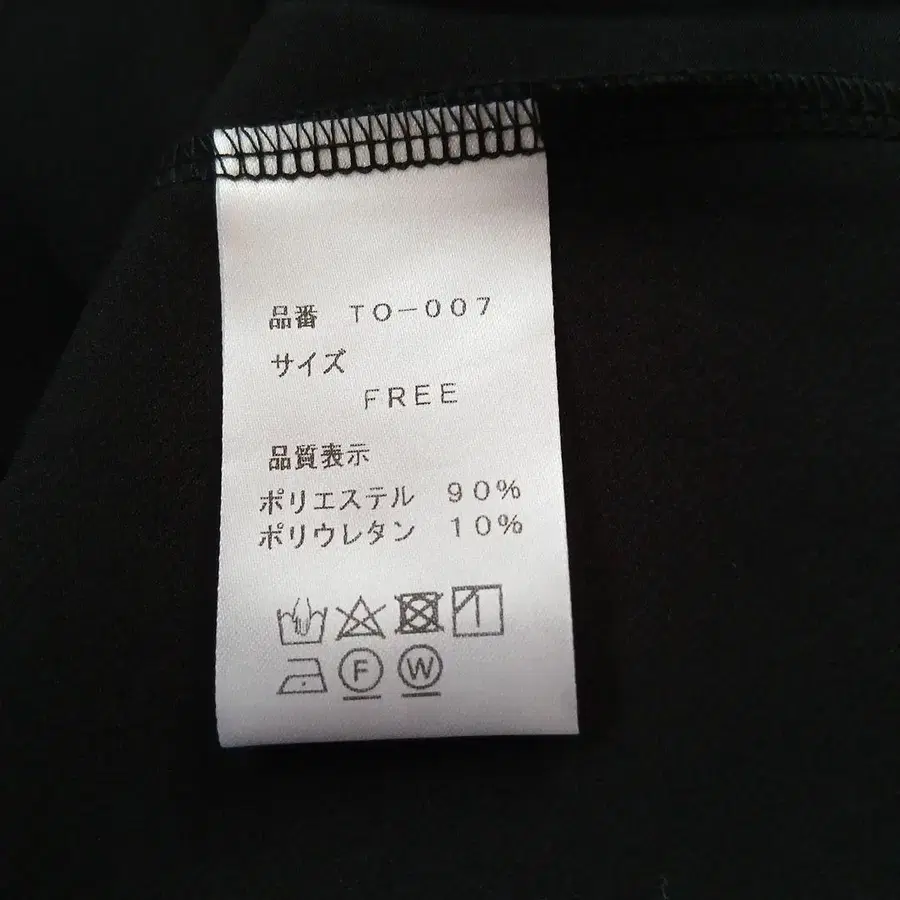 品番 TO-007
サイズ
FREE
品質表示
ポリエステル 90%
ポリウレタン 10%
F W